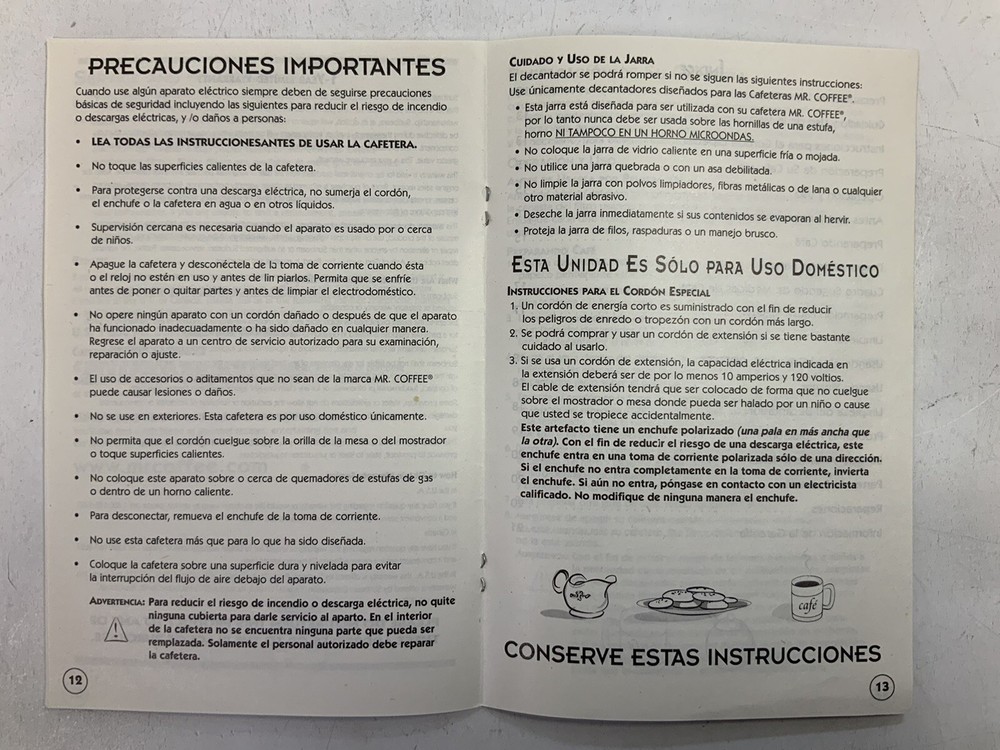 PRECAUCIONES IMPORTANTES
Cuando use algún aparato eléctrico siempre deben de seguirse precauciones
básicas de seguridad incluyendo las siguientes para reducir el riesgo de incendio
o descargas eléctricas, y /o daños a personas:
• LEA TODAS LAS INSTRUCCIONESANTES DE USAR LA CAFETERA.
• No toque las superficies calientes de la cafetera.
• Para protegerse contra una descarga eléctrica, no sumerja el cordón,
el enchufe o la cafetera en agua o en otros líquidos.
• Supervisión cercana es necesaria cuando el aparato es usado por o cerca
de niños.
• Apague la cafetera y desconéctela de la toma de corriente cuando ésta
o el reloj no estén en uso y antes de lim piarlos. Permita que se enfríe
antes de poner o quitar partes y antes de limpiar el electrodoméstico.
• No opere ningún aparato con un cordón dañado o después de que el aparato
ha funcionado inadecuadamente o ha sido dañado en cualquier manera.
Regrese el aparato a un centro de servicio autorizado para su examinación,
reparación o ajuste.
• El uso de accesorios o aditamentos que no sean de la marca MR. COFFEE®
puede causar lesiones o daños.
• No se use en exteriores. Esta cafetera es por uso doméstico únicamente.
• No permita que el cordón cuelgue sobre la orilla de la mesa o del mostrador
o toque superficies calientes.
• No coloque este aparato sobre o cerca de quemadores de estufas de gas
o dentro de un horno caliente.
• Para desconectar, remueva el enchufe de la toma de corriente.
• No use esta cafetera más que para lo que ha sido diseñada.
• Coloque la cafetera sobre una superficie dura y nivelada para evitar
la interrupción del flujo de aire debajo del aparato.
ADVERTENCIA: Para reducir el riesgo de incendio o descarga eléctrica, no quite
ninguna cubierta para darle servicio al aparto. En el interior
de la cafetera no se encuentra ninguna parte que pueda ser
remplazada. Solamente el personal autorizado debe reparar
la cafetera.
12
CUIDADO Y USO DE LA JARRA
El decantador se podrá romper si no se siguen las siguientes instrucciones:
Use únicamente decantadores diseñados para las Cafeteras MR. COFFEE®.
• Esta jarra está diseñada para ser utilizada con su cafetera MR. COFFEE®,
por lo tanto nunca debe ser usada sobre las hornillas de una estufa,
horno NI TAMPOCO EN UN HORNO MICROONDAS.
• No coloque la jarra de vidrio caliente en una superficie fría o mojada.
• No utilize una jarra quebrada o con un asa debilitada.
• No limpie la jarra con polvos limpiadores, fibras metálicas o de lana o cualquier
otro material abrasivo.
• Deseche la jarra inmediatamente si sus contenidos se evaporan al hervir.
• Proteja la jarra de filos, raspaduras o un manejo brusco.
ESTA UNIDAD ES SÓLO PARA USO DOMÉSTICO
INSTRUCCIONES PARA EL CORDÓN ESPECIAL
1. Un cordón de energía corto es suministrado con el fin de reducir
los peligros de enredo o tropezón con un cordón más largo.
2. Se podrá comprar y usar un cordón de extensión si se tiene bastante
cuidado al usarlo.
3. Si se usa un cordón de extensión, la capacidad eléctrica indicada en
la extensión deberá ser de por lo menos 10 amperios y 120 voltios.
El cable de extensión tendrá que ser colocado de forma que no cuelgue
sobre el mostrador o mesa donde pueda ser halado por un niño o cause
que usted se tropiece accidentalmente.
Este artefacto tiene un enchufe polarizado (una pala en más ancha que
la otra). Con el fin de reducir el riesgo de una descarga eléctrica, este
enchufe entra en una toma de corriente polarizada sólo de una dirección.
Si el enchufe no entra completamente en la toma de corriente, invierta
el enchufe. Si aún no entra, póngase en contacto con un electricista
calificado. No modifique de ninguna manera el enchufe.
café
CONSERVE ESTAS INSTRUCCIONES
13